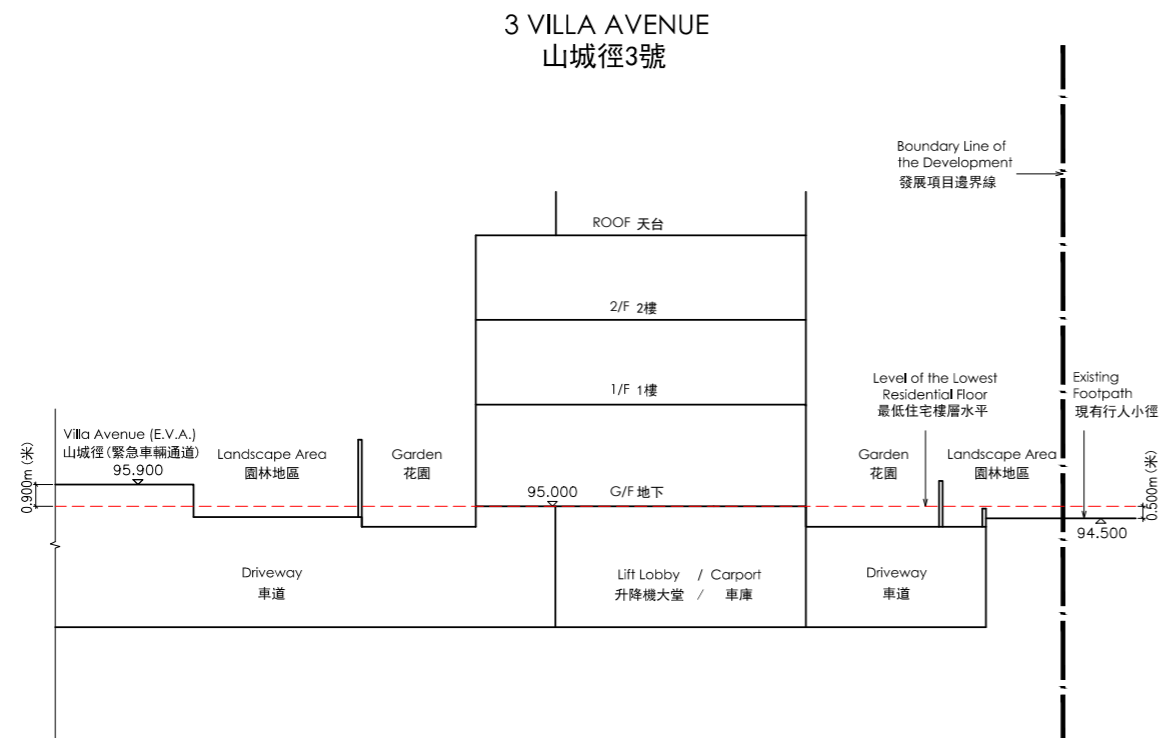 3 VILLA AVENUE
山城徑3號
Boundary Line of
the Development
發展項目邊界線
ROOF 天台
2/F 2樓
1/F 1樓
Level of the Lowest
Residential Floor
最低住宅樓層水平
Existing
Footpath
現有行人小徑
Villa Avenue (E.V.A.)
山城徑(緊急車輛通道)
95.900
Landscape Area
園林地區
Garden
花園
Garden
花園
Landscape Area
園林地區
0.900m (米)
95.000
G/F 地下
0.500m (米)
94.500
Driveway
車道
Lift Lobby / Carport
升降機大堂 / 車庫
Driveway
車道